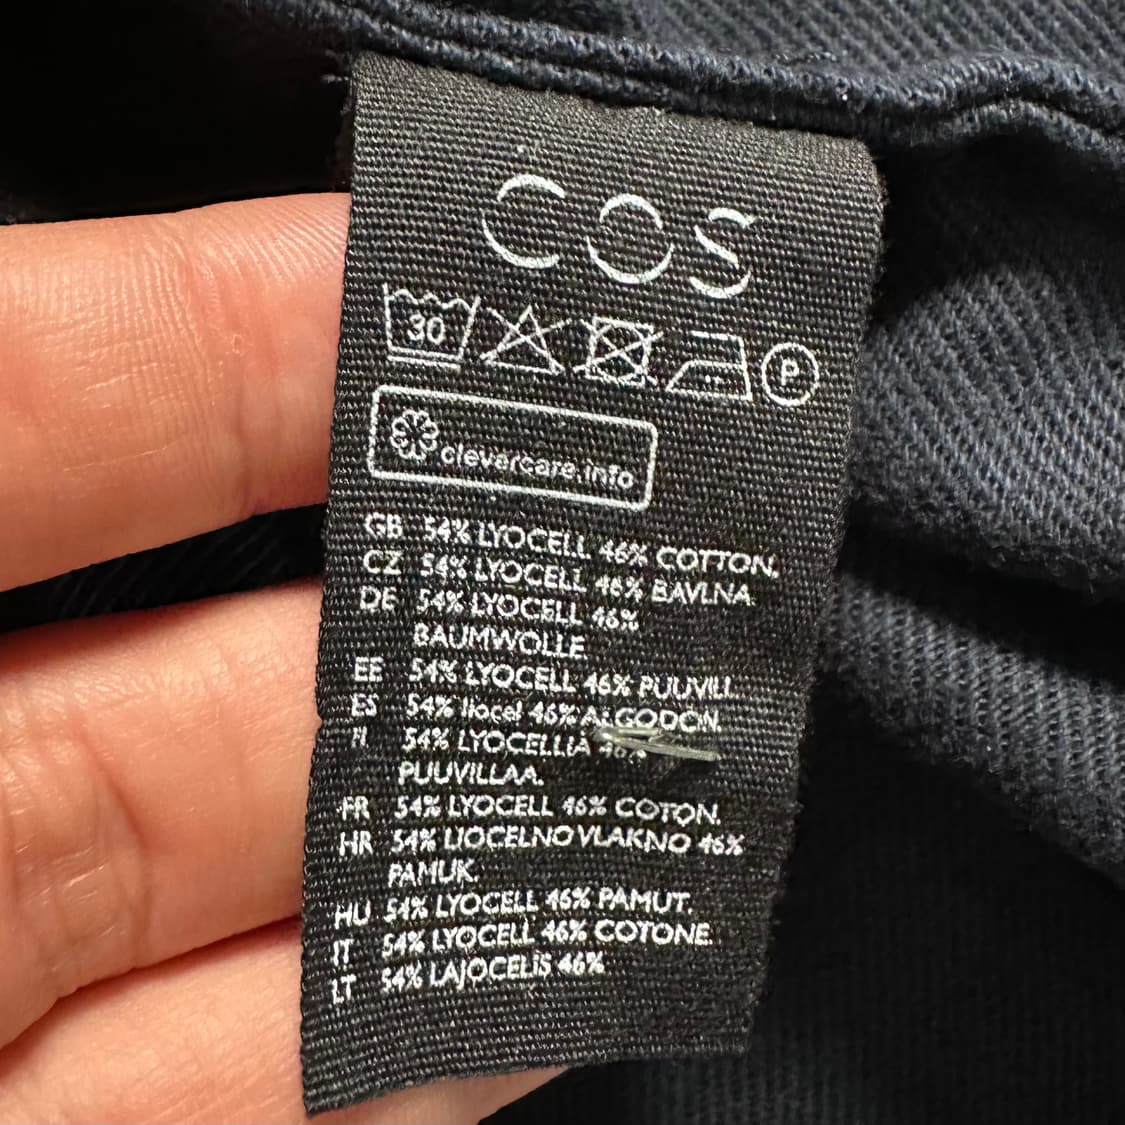 COS
30
P
clevercare.info
GB 54% LYOCELL 46% COTTON.
CZ 54% LYOCELL 46% BAVLNA.
DE 54% LYOCELL 46%
BAUMWOLLE.
EE 54% LYOCELL 46% PUUVILL.
ES 54% liocel 46% ALGODON.
FI 54% LYOCELLIA 46%
PUUVILLAA.
FR 54% LYOCELL 46% COTON.
HR 54% LIOCELNO VLAKNO 46%
PAMUK.
HU 54% LYOCELL 46% PAMUT.
IT 54% LYOCELL 46% COTONE.
LT 54% LAJOCELIS 46%